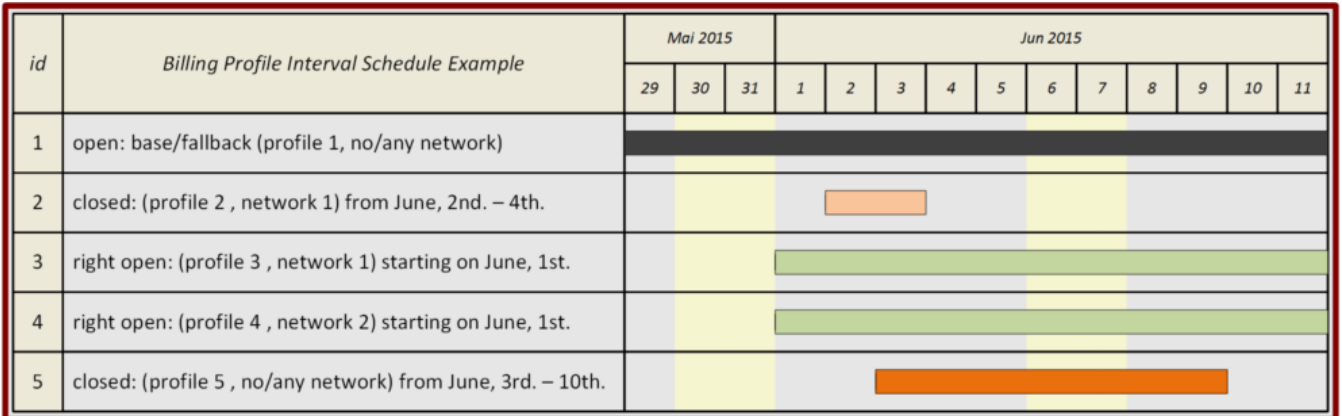 id Billing Profile Interval Schedule Example Mai 2015 Jun 2015
29 30 31 1 2 3 4 5 6 7 8 9 10 11
1 open: base/fallback (profile 1, no/any network)
2 closed: (profile 2 , network 1) from June, 2nd. – 4th.
3 right open: (profile 3 , network 1) starting on June, 1st.
4 right open: (profile 4 , network 2) starting on June, 1st.
5 closed: (profile 5 , no/any network) from June, 3rd. – 10th.